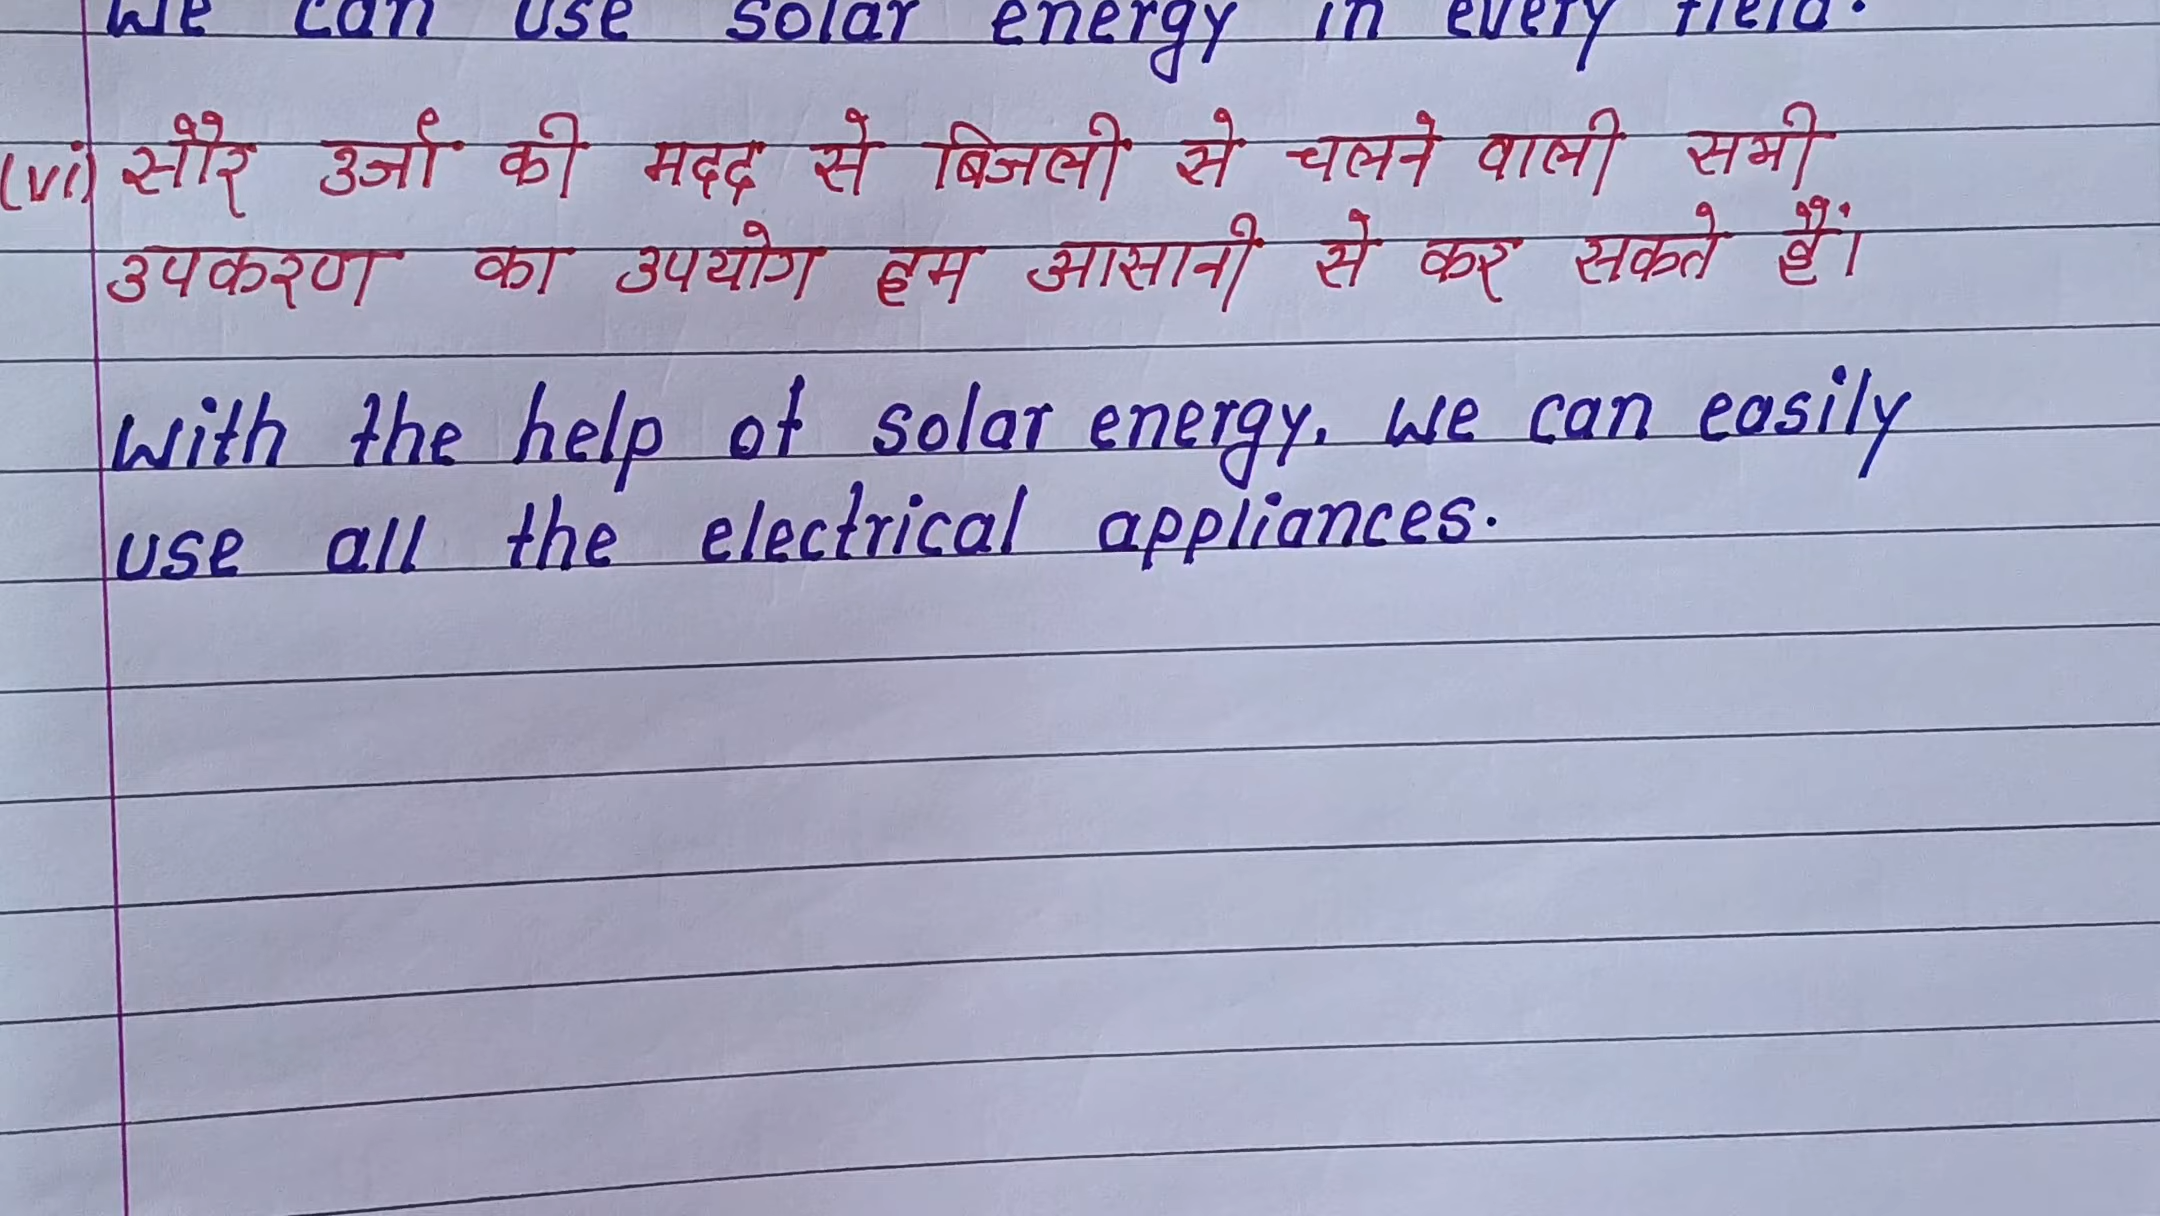 We can use solar energy in every field.
(vi) सौर उर्जा की मदद से बिजली से चलने वाली सभी
उपकरण का उपयोग हम आसानी से कर सकते हैं।
With the help of solar energy, we can easily
use all the electrical appliances.